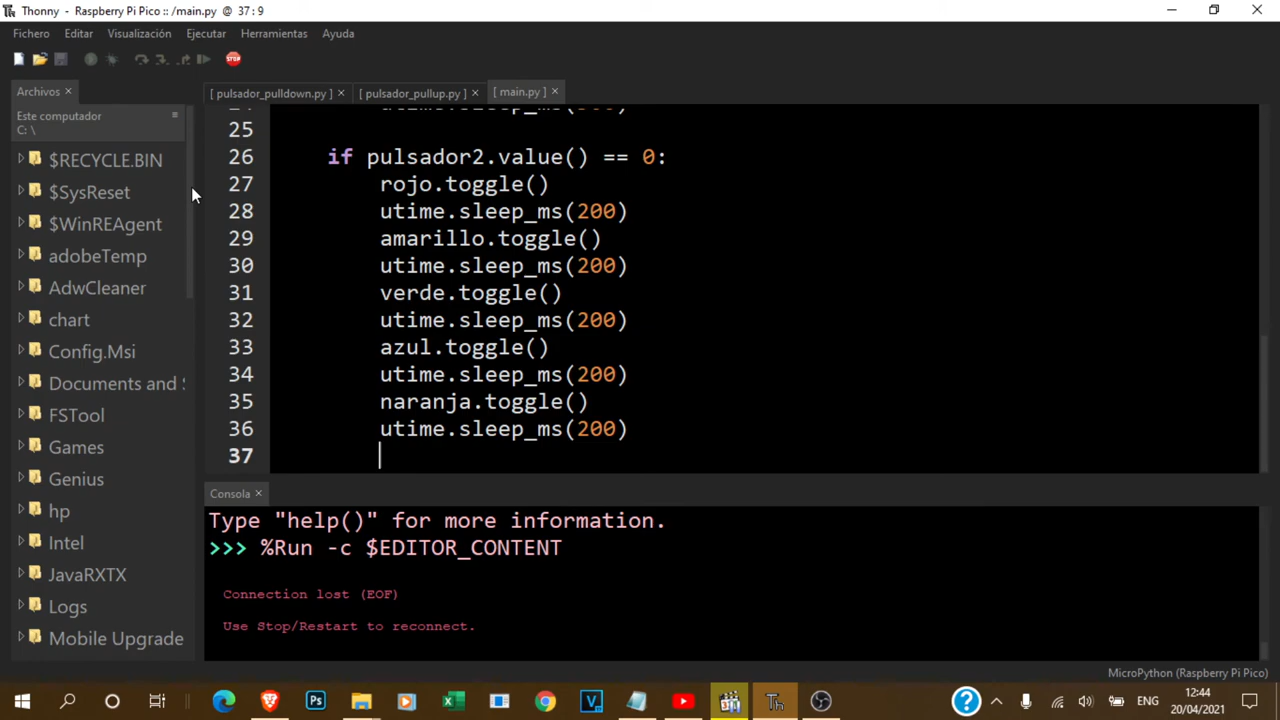 Thonny - Raspberry Pi Pico :: /main.py @ 37 : 9
Fichero Editar Visualización Ejecutar Herramientas Ayuda
STOP
Archivos ×
[ pulsador_pulldown.py ] × [ pulsador_pullup.py ] × [ main.py ] ×
Este computador
C: \
$RECYCLE.BIN
$SysReset
$WinREAgent
adobeTemp
AdwCleaner
chart
Config.Msi
Documents and
FSTool
Games
Genius
hp
Intel
JavaRXTX
Logs
Mobile Upgrade
25
26 if pulsador2.value() == 0:
27 rojo.toggle()
28 utime.sleep_ms(200)
29 amarillo.toggle()
30 utime.sleep_ms(200)
31 verde.toggle()
32 utime.sleep_ms(200)
33 azul.toggle()
34 utime.sleep_ms(200)
35 naranja.toggle()
36 utime.sleep_ms(200)
37
Consola ×
Type "help()" for more information.
>>> %Run -c $EDITOR_CONTENT
Connection lost (EOF)
Use Stop/Restart to reconnect.
MicroPython (Raspberry Pi Pico)
Ps
Th
ENG
12:44
20/04/2021